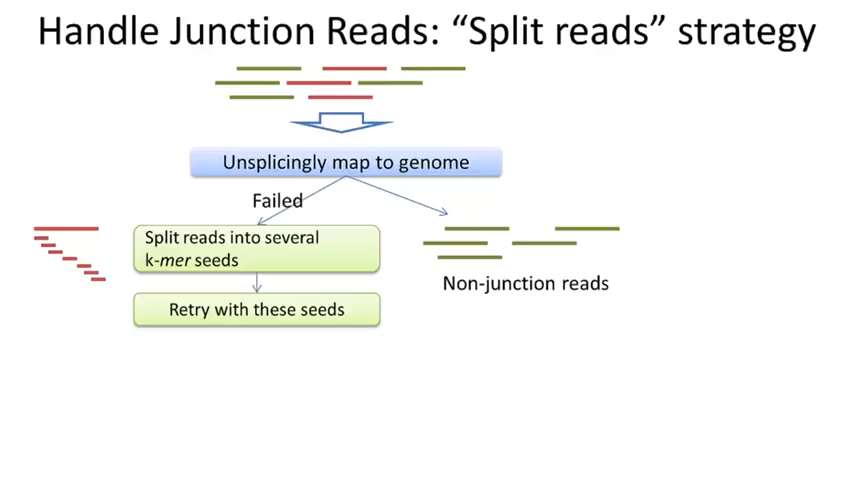 Handle Junction Reads: “Split reads” strategy
Unsplicingly map to genome
Failed
Split reads into several
k-mer seeds
Non-junction reads
Retry with these seeds